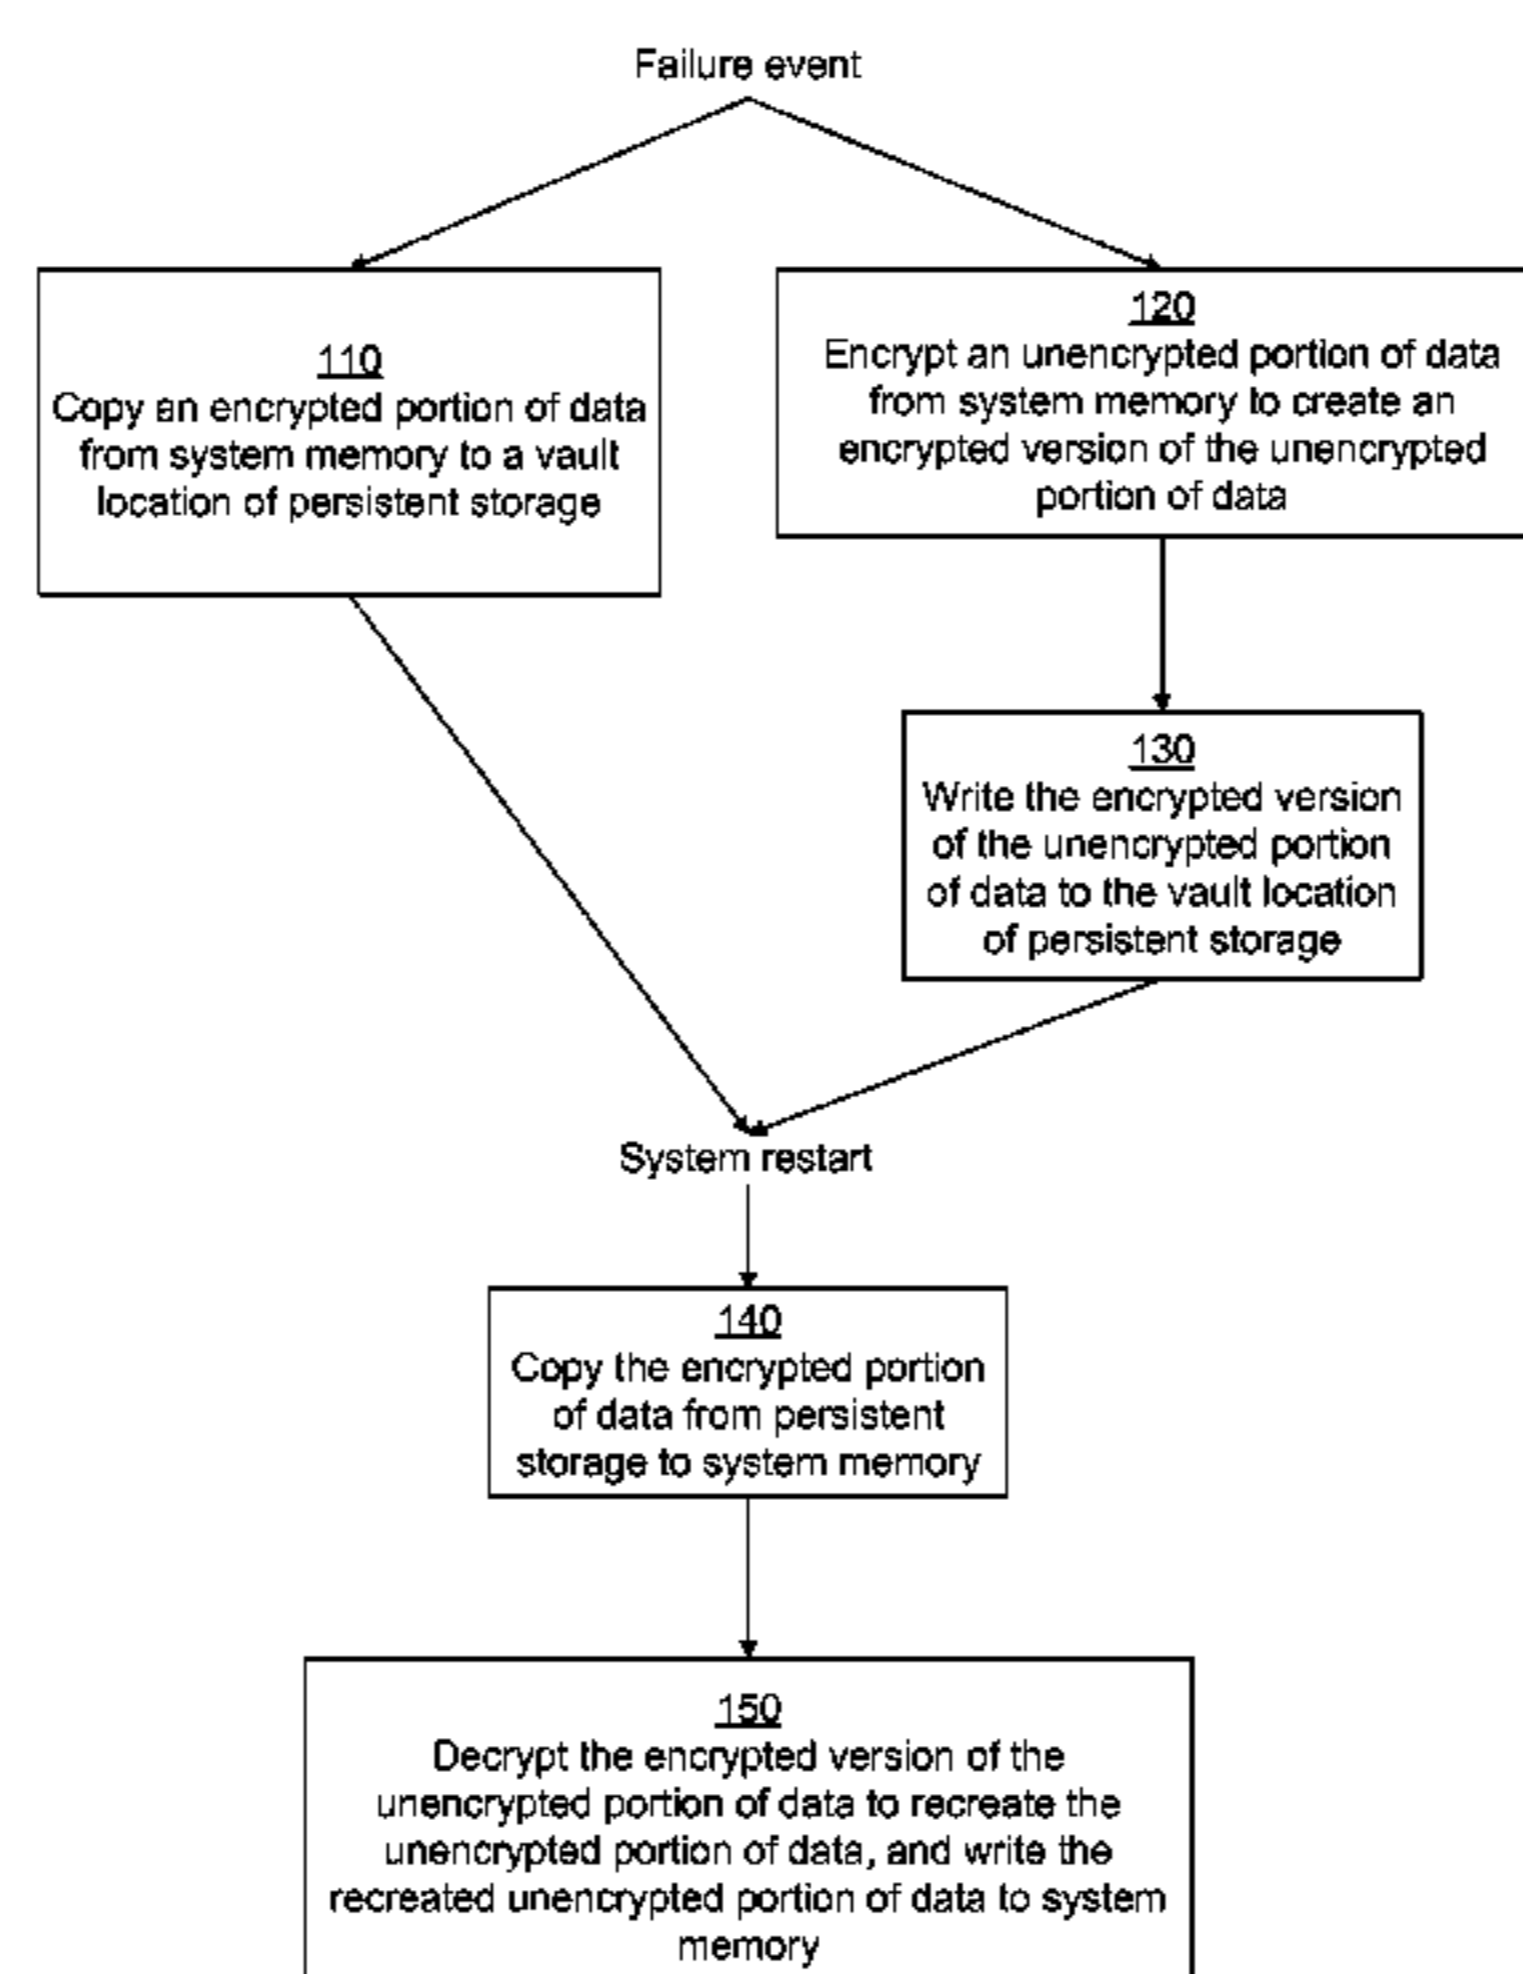 Failure event
110
Copy an encrypted portion of data
from system memory to a vault
location of persistent storage
120
Encrypt an unencrypted portion of data
from system memory to create an
encrypted version of the unencrypted
portion of data
130
Write the encrypted version
of the unencrypted portion
of data to the vault location
of persistent storage
System restart
140
Copy the encrypted portion
of data from persistent
storage to system memory
150
Decrypt the encrypted version of the
unencrypted portion of data to recreate the
unencrypted portion of data, and write the
recreated unencrypted portion of data to system
memory